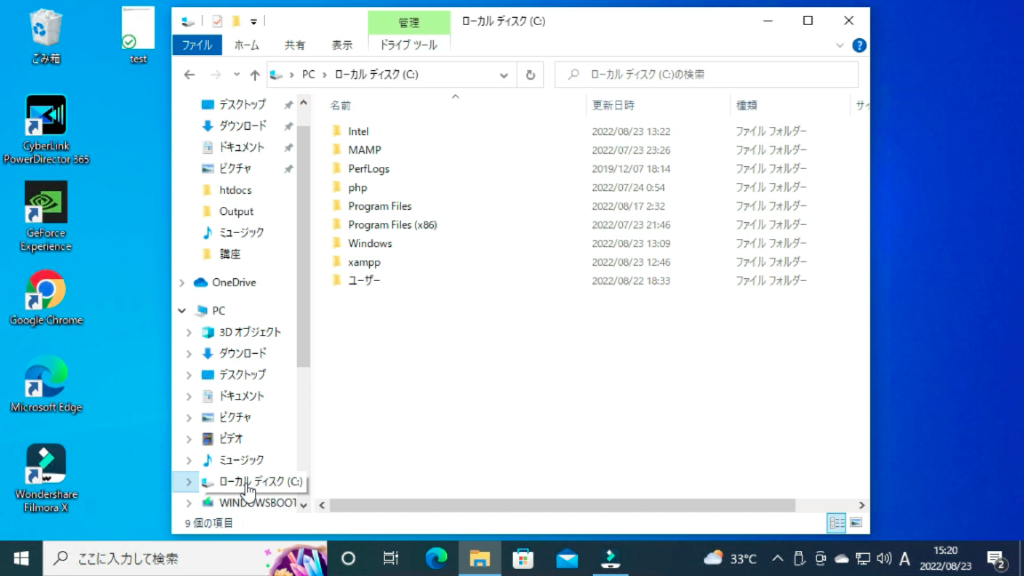 ごみ箱
test
CyberLink
PowerDirector 365
GeForce
Experience
Google Chrome
Microsoft Edge
Wondershare
Filmora X
管理
ローカル ディスク (C:)
ファイル
ホーム
共有
表示
ドライブ ツール
PC
ローカル ディスク (C:)
ローカル ディスク (C:)の検索
デスクトップ
ダウンロード
ドキュメント
ピクチャ
htdocs
Output
ミュージック
講座
OneDrive
PC
3D オブジェクト
ダウンロード
デスクトップ
ドキュメント
ピクチャ
ビデオ
ミュージック
ローカル ディスク (C:)
WINDOWSBOOT
名前 更新日時 種類 サイ
Intel 2022/08/23 13:22 ファイル フォルダー
MAMP 2022/07/23 23:26 ファイル フォルダー
PerfLogs 2019/12/07 18:14 ファイル フォルダー
php 2022/07/24 0:54 ファイル フォルダー
Program Files 2022/08/17 2:32 ファイル フォルダー
Program Files (x86) 2022/07/23 21:46 ファイル フォルダー
Windows 2022/08/23 13:09 ファイル フォルダー
xampp 2022/08/23 12:46 ファイル フォルダー
ユーザー 2022/08/22 18:33 ファイル フォルダー
9 個の項目
ここに入力して検索
33°C
A
15:20
2022/08/23
2